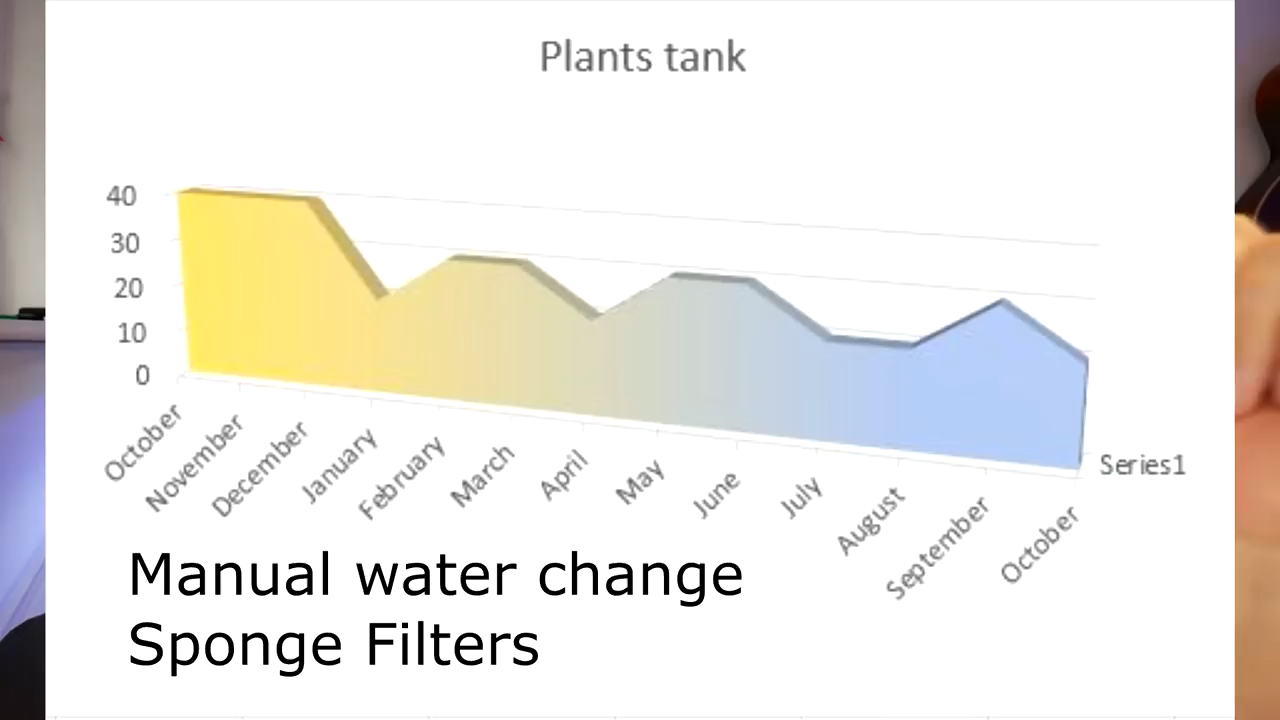 Plants tank
40
30
20
10
0
October
November
December
January
February
March
April
May
June
July
August
September
October
Series1
Manual water change
Sponge Filters